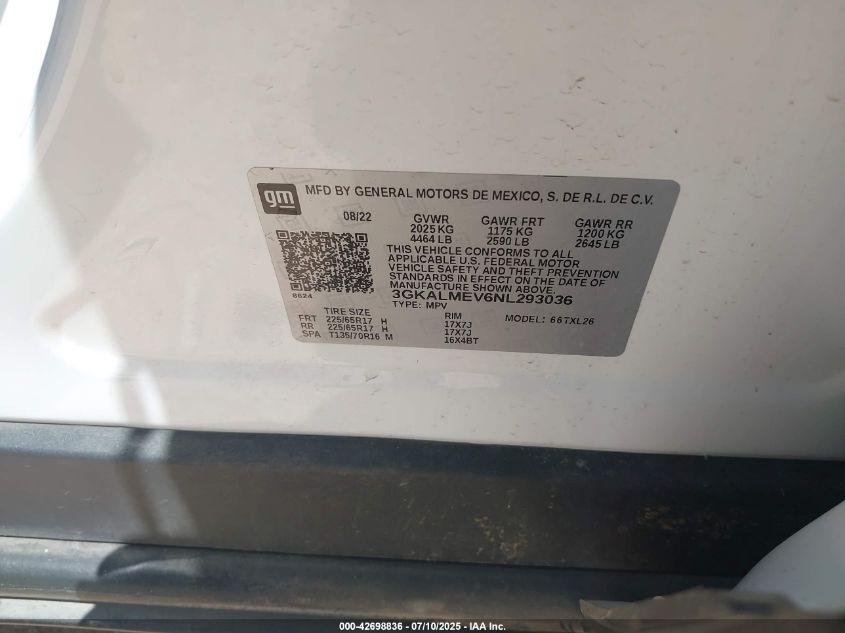 gm MFD BY GENERAL MOTORS DE MEXICO, S. DE R.L. DE C.V.
08/22 GVWR GAWR FRT GAWR RR
2025 KG 1175 KG 1200 KG
4464 LB 2590 LB 2645 LB
THIS VEHICLE CONFORMS TO ALL
APPLICABLE U.S. FEDERAL MOTOR
VEHICLE SAFETY AND THEFT PREVENTION
STANDARDS IN EFFECT ON THE DATE OF
MANUFACTURE SHOWN ABOVE.
8624 3GKALMEV6NL293036
TYPE: MPV MODEL: 66TXL26
TIRE SIZE RIM
FRT 225/65R17 H 17X7J
RR 225/65R17 H 17X7J
SPA T135/70R16 M 16X4BT
000-42698836 - 07/10/2025 - IAA Inc.